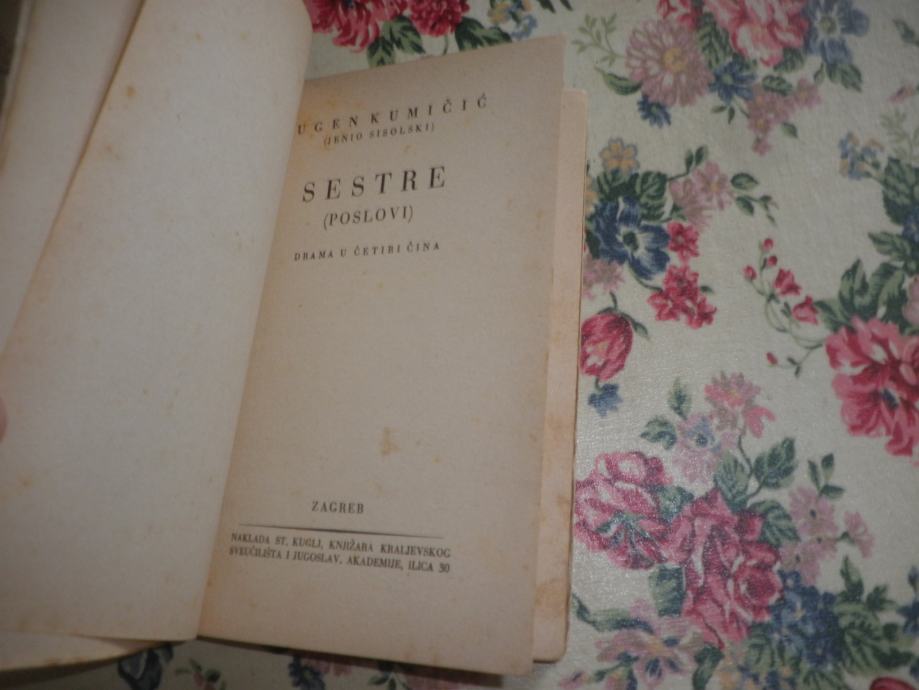 UGEN KUMIČIĆ
(JENIO SISOLSKI)
SESTRE
(POSLOVI)
DRAMA U ČETIRI ČINA
ZAGREB
NAKLADA ST. KUGLI, KNJIŽARA KRALJEVSKOG
SVEUČILIŠTA I JUGOSLAV. AKADEMIJE, ILICA 30